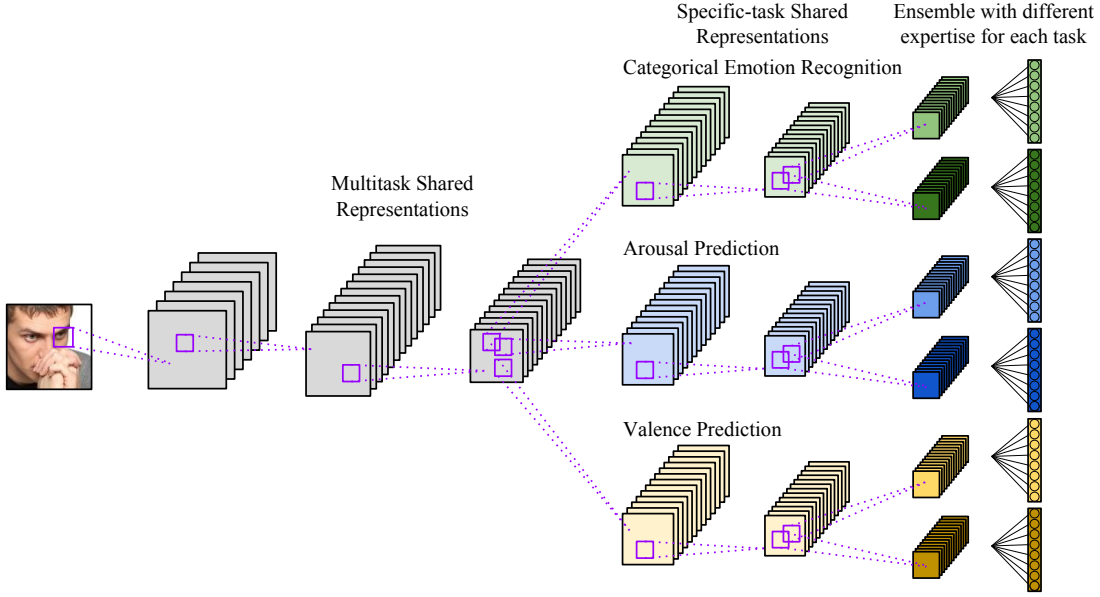 Specific-task Shared
Representations
Ensemble with different
expertise for each task
Categorical Emotion Recognition
Multitask Shared
Representations
Arousal Prediction
Valence Prediction